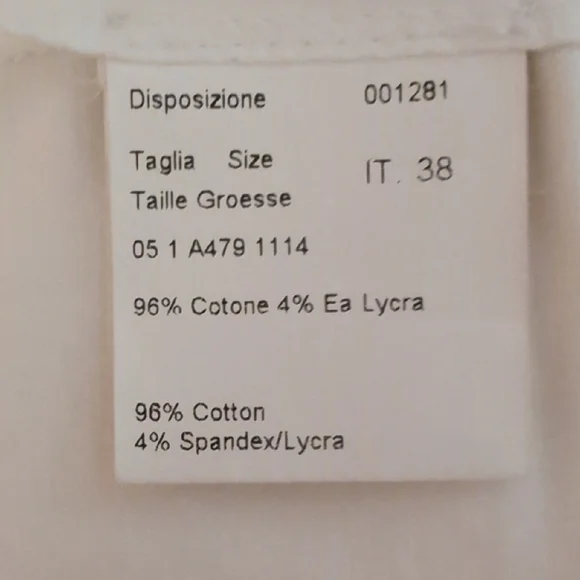 Disposizione 001281
Taglia Size IT. 38
Taille Groesse
05 1 A479 1114
96% Cotone 4% Ea Lycra
96% Cotton
4% Spandex/Lycra